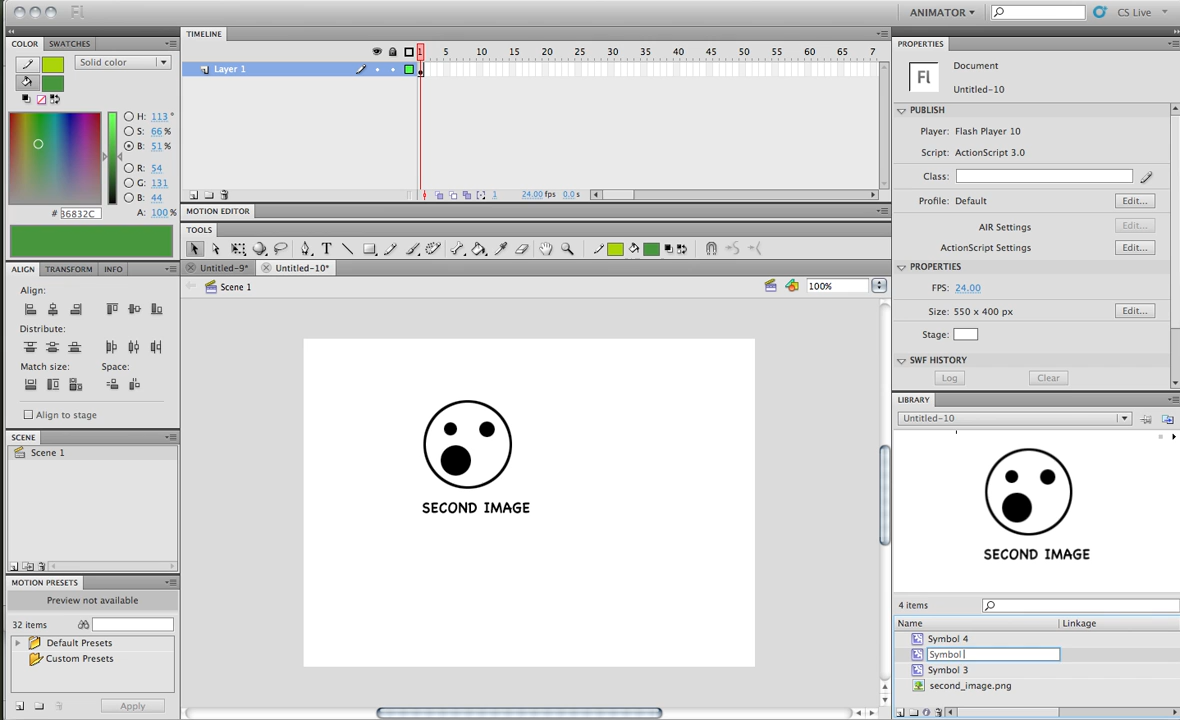 Fl
ANIMATOR
CS Live
COLOR
SWATCHES
Solid color
H: 113 °
S: 66 %
B: 51 %
R: 54
G: 131
B: 44
# 36832C
A: 100 %
ALIGN
TRANSFORM
INFO
Align:
Distribute:
Match size:
Space:
Align to stage
SCENE
Scene 1
MOTION PRESETS
Preview not available
32 items
Default Presets
Custom Presets
Apply
TIMELINE
1 5 10 15 20 25 30 35 40 45 50 55 60 65 7
Layer 1
1
24.00 fps
0.0 s
MOTION EDITOR
TOOLS
T
Untitled-9*
Untitled-10*
Scene 1
100%
SECOND IMAGE
PROPERTIES
Fl
Document
Untitled-10
PUBLISH
Player: Flash Player 10
Script: ActionScript 3.0
Class:
Profile: Default
Edit...
AIR Settings
Edit...
ActionScript Settings
Edit...
PROPERTIES
FPS: 24.00
Size: 550 x 400 px
Edit...
Stage:
SWF HISTORY
Log
Clear
LIBRARY
Untitled-10
SECOND IMAGE
4 items
Name
Linkage
Symbol 4
Symbol
Symbol 3
second_image.png